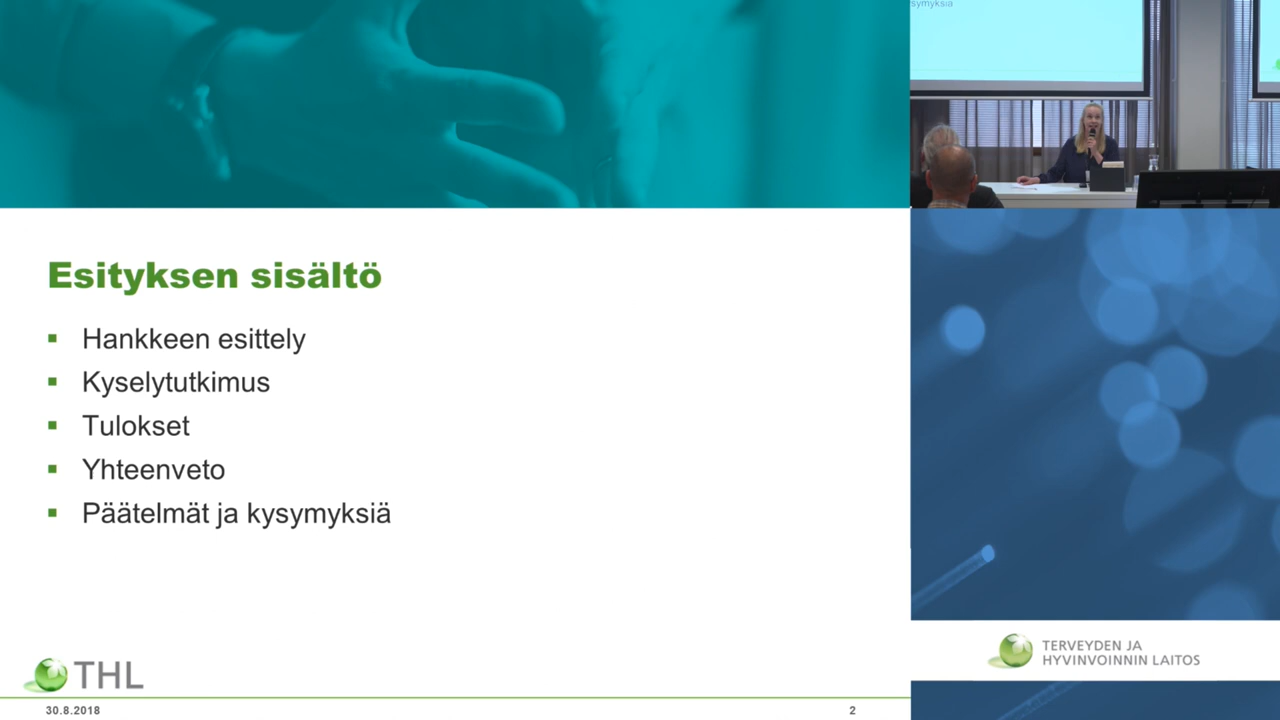 symyksiä
Esityksen sisältö
▪ Hankkeen esittely
▪ Kyselytutkimus
▪ Tulokset
▪ Yhteenveto
▪ Päätelmät ja kysymyksiä
THL
30.8.2018
2
TERVEYDEN JA
HYVINVOINNIN LAITOS